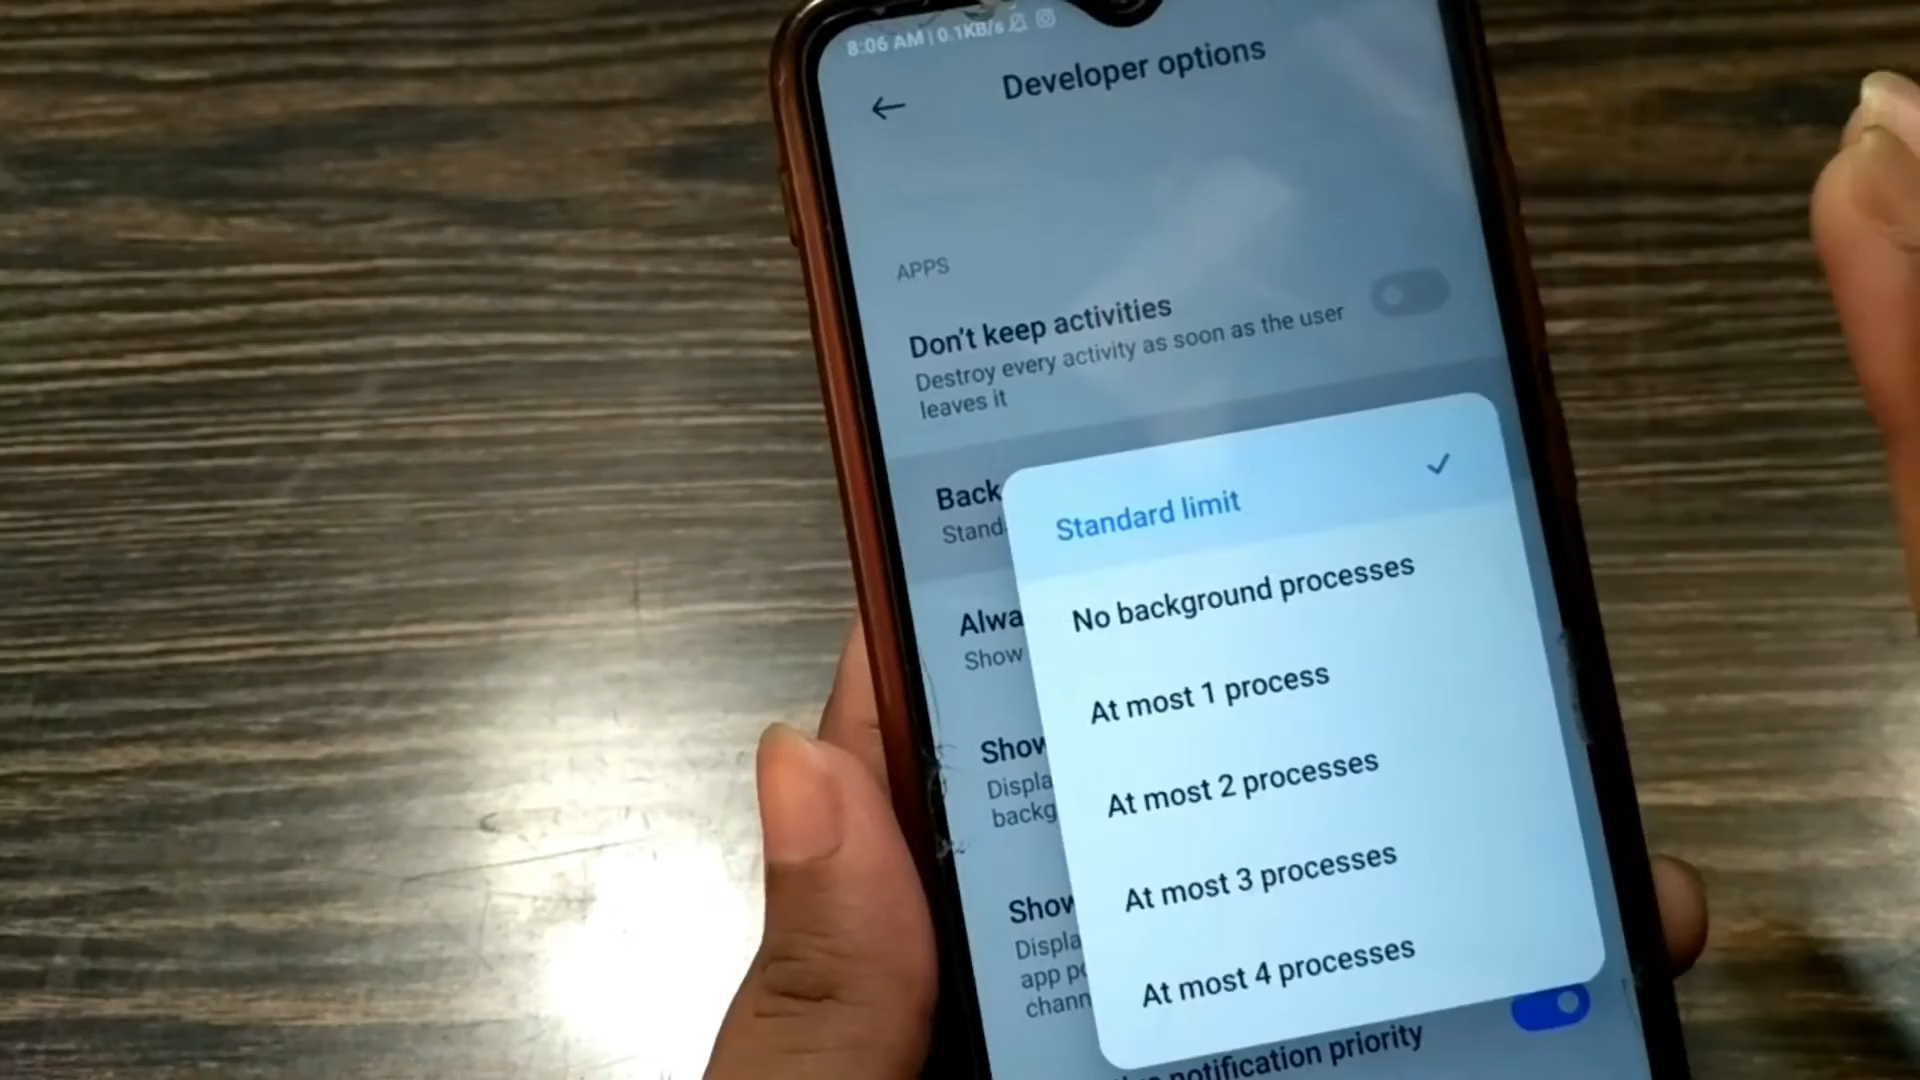 8:06 AM | 0.1KB/s
Developer options
APPS
Don't keep activities
Destroy every activity as soon as the user
leaves it
Back
Stand
Standard limit
No background processes
Alwa
Show
At most 1 process
Show
Displa
backg
At most 2 processes
At most 3 processes
Show
Displa
app po
chann
At most 4 processes
notification priority